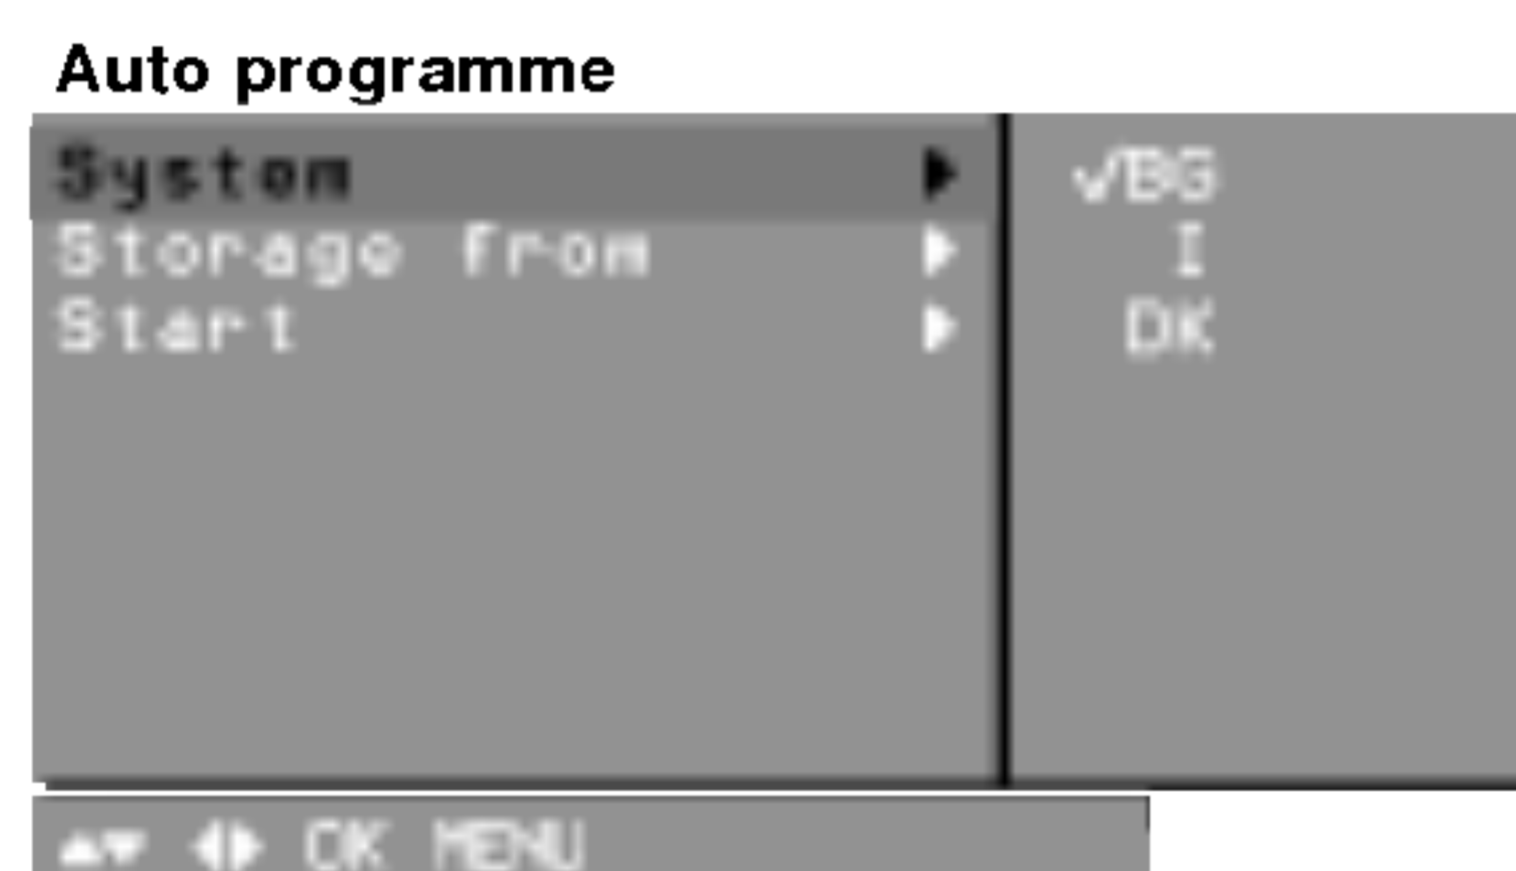 Auto programme
System ▶ √BG
Storage from ▶ I
Start ▶ DK
▲▼ ◀▶ OK MENU